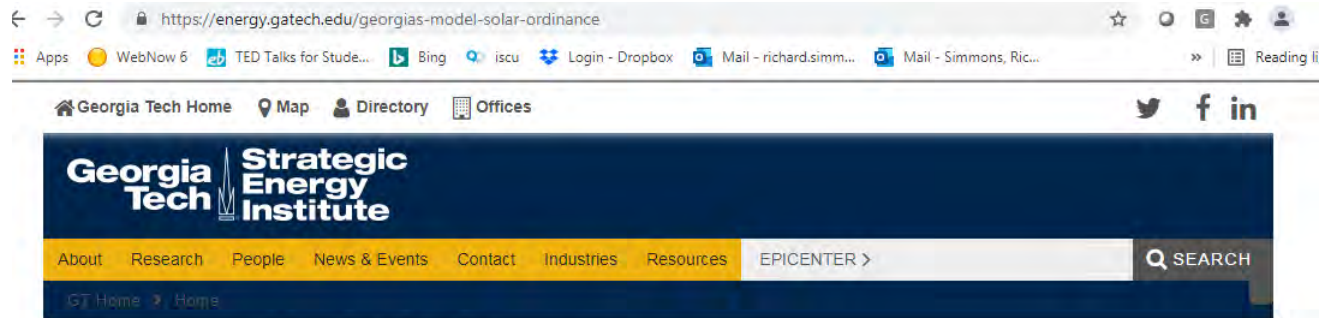 https://energy.gatech.edu/georgias-model-solar-ordinance
Apps WebNow 6 TED Talks for Stude... Bing iscu Login - Dropbox Mail - richard.simm... Mail - Simmons, Ric... » Reading li
Georgia Tech Home Map Directory Offices
Georgia Tech Strategic Energy Institute
About Research People News & Events Contact Industries Resources EPICENTER > SEARCH
GT Home > Home